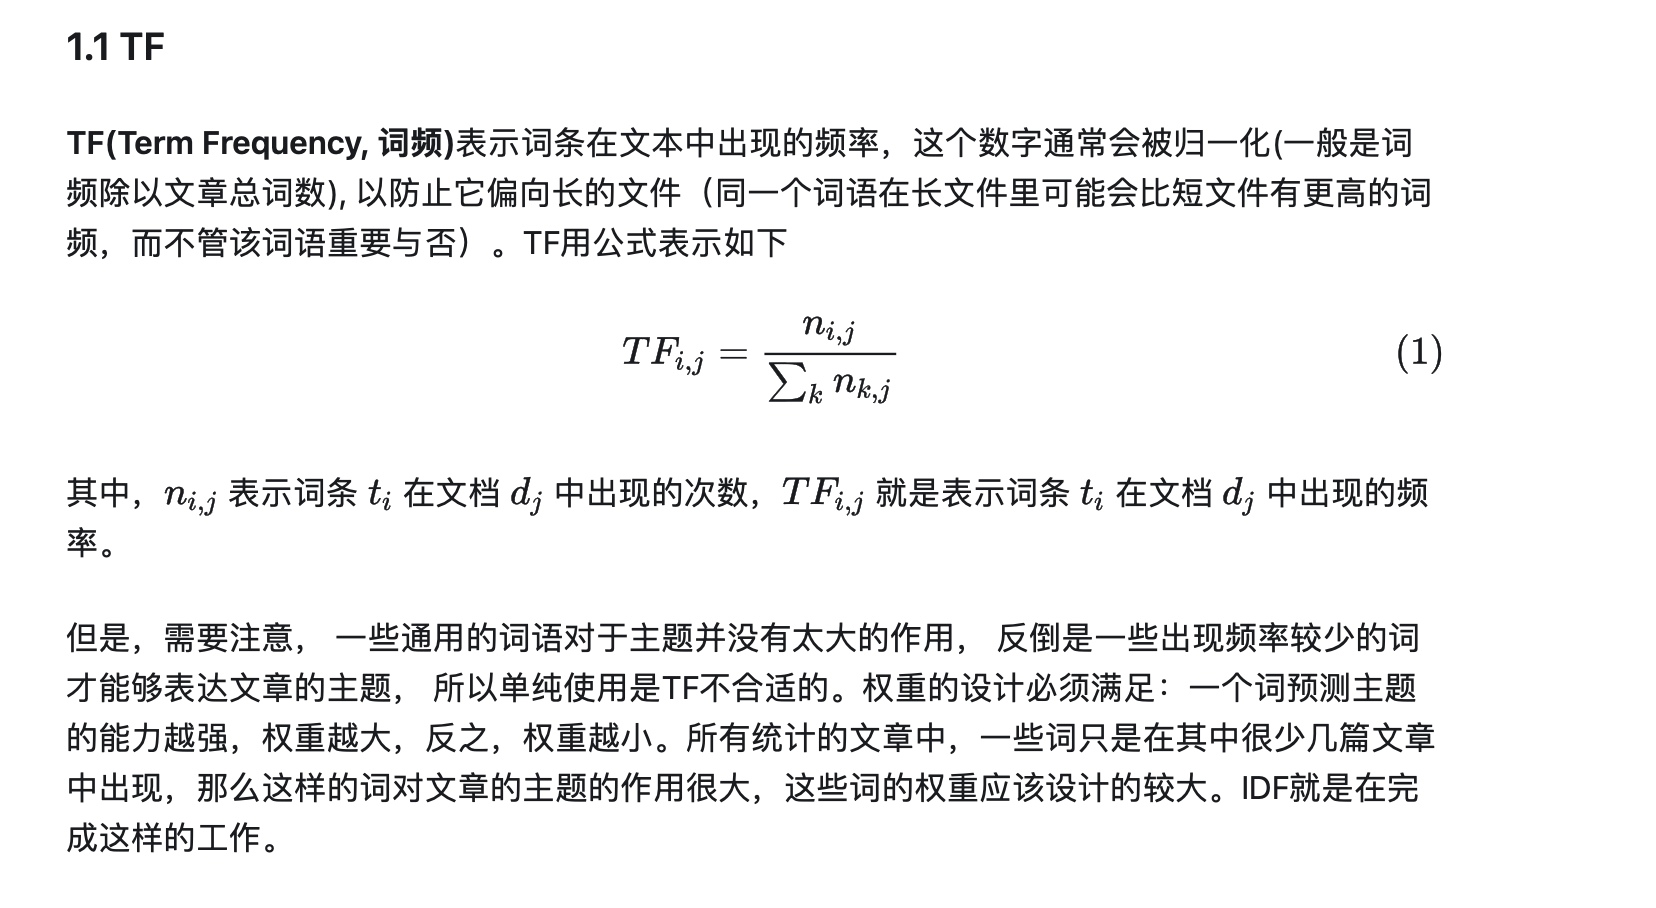 1.1 TF
TF(Term Frequency, 词频)表示词条在文本中出现的频率，这个数字通常会被归一化(一般是词
频除以文章总词数), 以防止它偏向长的文件（同一个词语在长文件里可能会比短文件有更高的词
频，而不管该词语重要与否）。TF用公式表示如下
$TF_{i,j} = \frac{n_{i,j}}{\sum_k n_{k,j}}$ (1)
其中，$n_{i,j}$ 表示词条 $t_i$ 在文档 $d_j$ 中出现的次数，$TF_{i,j}$ 就是表示词条 $t_i$ 在文档 $d_j$ 中出现的频
率。
但是，需要注意， 一些通用的词语对于主题并没有太大的作用， 反倒是一些出现频率较少的词
才能够表达文章的主题， 所以单纯使用是TF不合适的。权重的设计必须满足：一个词预测主题
的能力越强，权重越大，反之，权重越小。所有统计的文章中，一些词只是在其中很少几篇文章
中出现，那么这样的词对文章的主题的作用很大，这些词的权重应该设计的较大。IDF就是在完
成这样的工作。